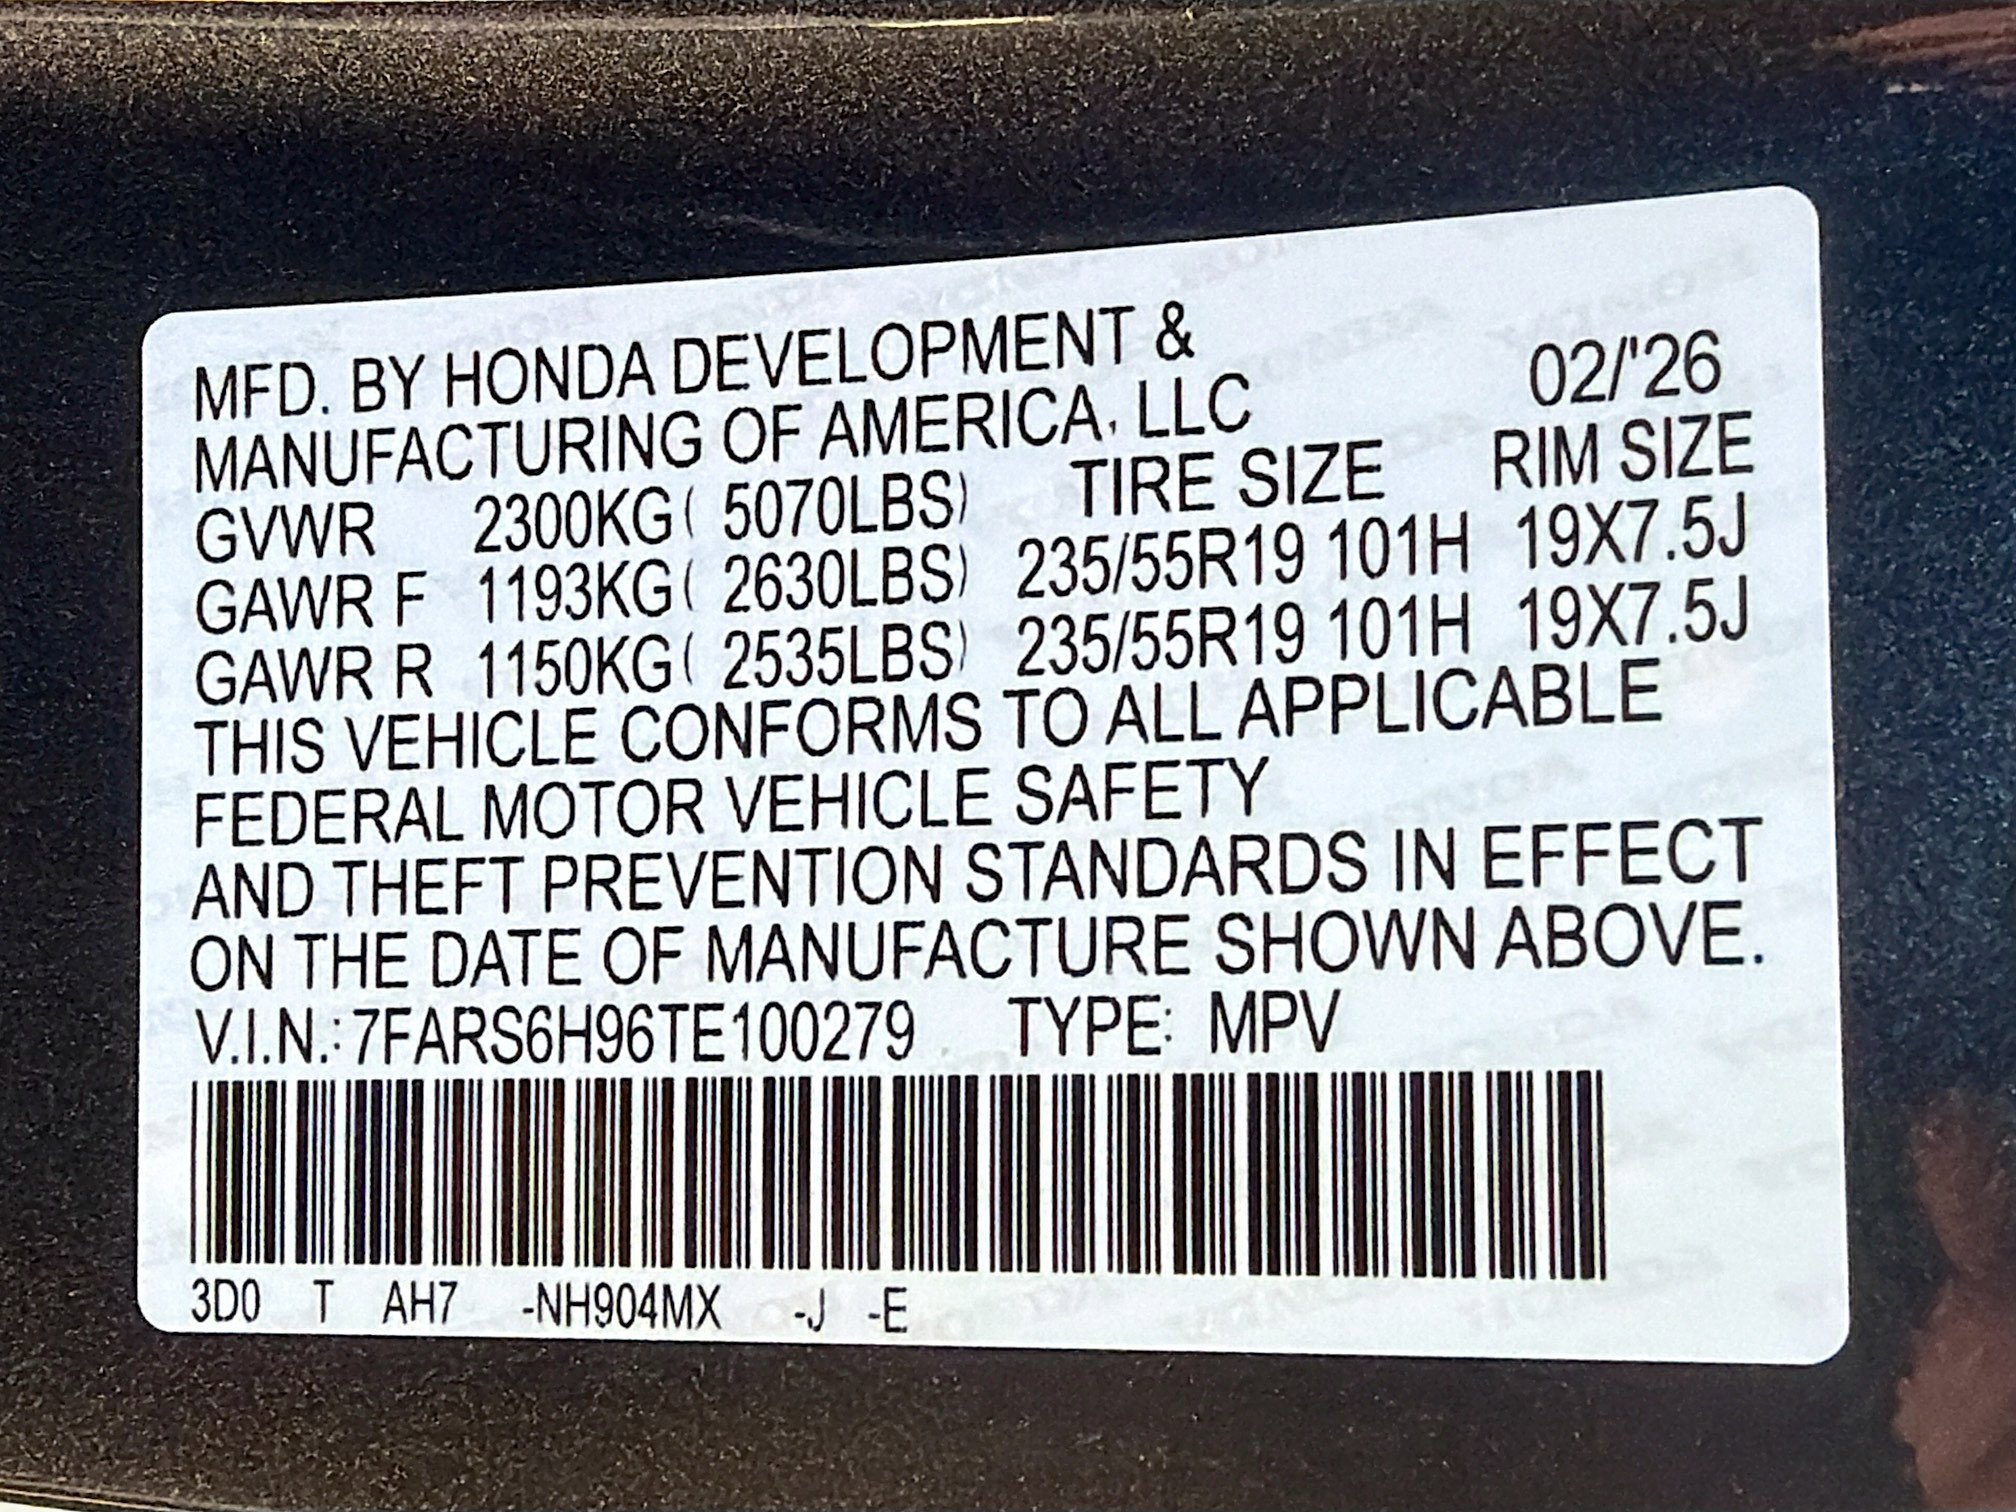 MFD. BY HONDA DEVELOPMENT &
MANUFACTURING OF AMERICA, LLC 02/'26
GVWR 2300KG( 5070LBS) TIRE SIZE RIM SIZE
GAWR F 1193KG( 2630LBS) 235/55R19 101H 19X7.5J
GAWR R 1150KG( 2535LBS) 235/55R19 101H 19X7.5J
THIS VEHICLE CONFORMS TO ALL APPLICABLE
FEDERAL MOTOR VEHICLE SAFETY
AND THEFT PREVENTION STANDARDS IN EFFECT
ON THE DATE OF MANUFACTURE SHOWN ABOVE.
V.I.N.: 7FARS6H96TE100279 TYPE: MPV
3D0 T AH7 -NH904MX -J -E